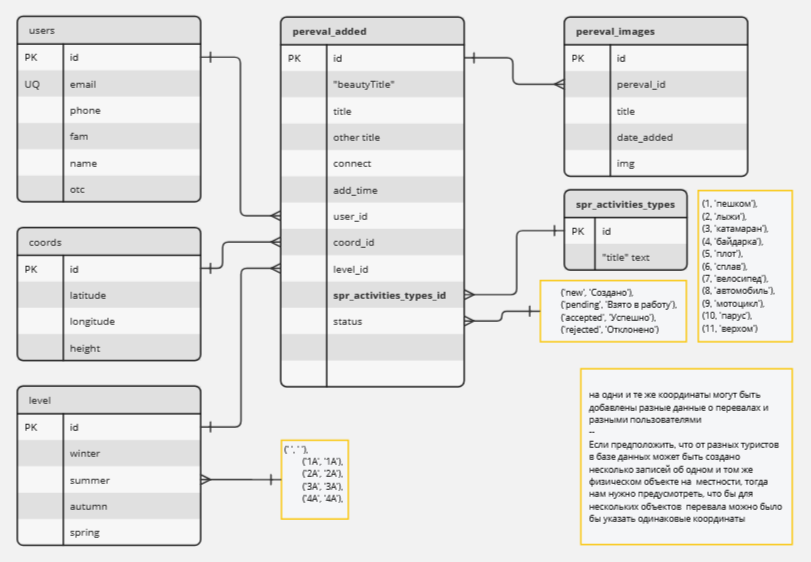 users
PK id
UQ email
phone
fam
name
otc
coords
PK id
latitude
longitude
height
level
PK id
winter
summer
autumn
spring
pereval_added
PK id
"beautyTitle"
title
other title
connect
add_time
user_id
coord_id
level_id
spr_activities_types_id
status
pereval_images
PK id
pereval_id
title
date_added
img
spr_activities_types
PK id
"title" text
(1, 'пешком'),
(2, 'лыжи'),
(3, 'катамаран'),
(4, 'байдарка'),
(5, 'плот'),
(6, 'сплав'),
(7, 'велосипед'),
(8, 'автомобиль'),
(9, 'мотоцикл'),
(10, 'парус'),
(11, 'верхом')
('new', 'Создано'),
('pending', 'Взято в работу'),
('accepted', 'Успешно'),
('rejected', 'Отклонено')
(' ', ' '),
('1А', '1А'),
('2А', '2А'),
('3А', '3А'),
('4А', '4А'),
на одни и те же координаты могут быть
добавлены разные данные о перевалах и
разными пользователями
--
Если предположить, что от разных туристов
в базе данных может быть создано
несколько записей об одном и том же
физическом объекте на местности, тогда
нам нужно предусмотреть, что бы для
нескольких объектов перевала можно было
бы указать одинаковые координаты